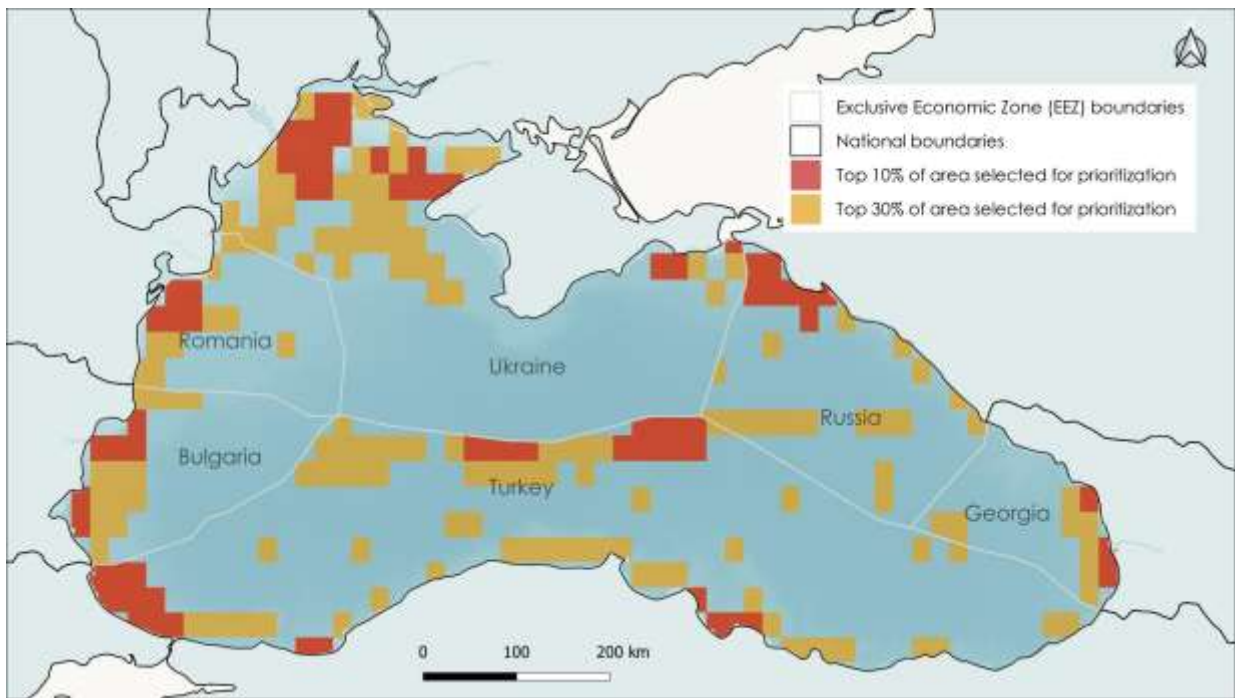 Exclusive Economic Zone (EEZ) boundaries
National boundaries
Top 10% of area selected for prioritization
Top 30% of area selected for prioritization
Romania
Ukraine
Russia
Bulgaria
Turkey
Georgia
0 100 200 km